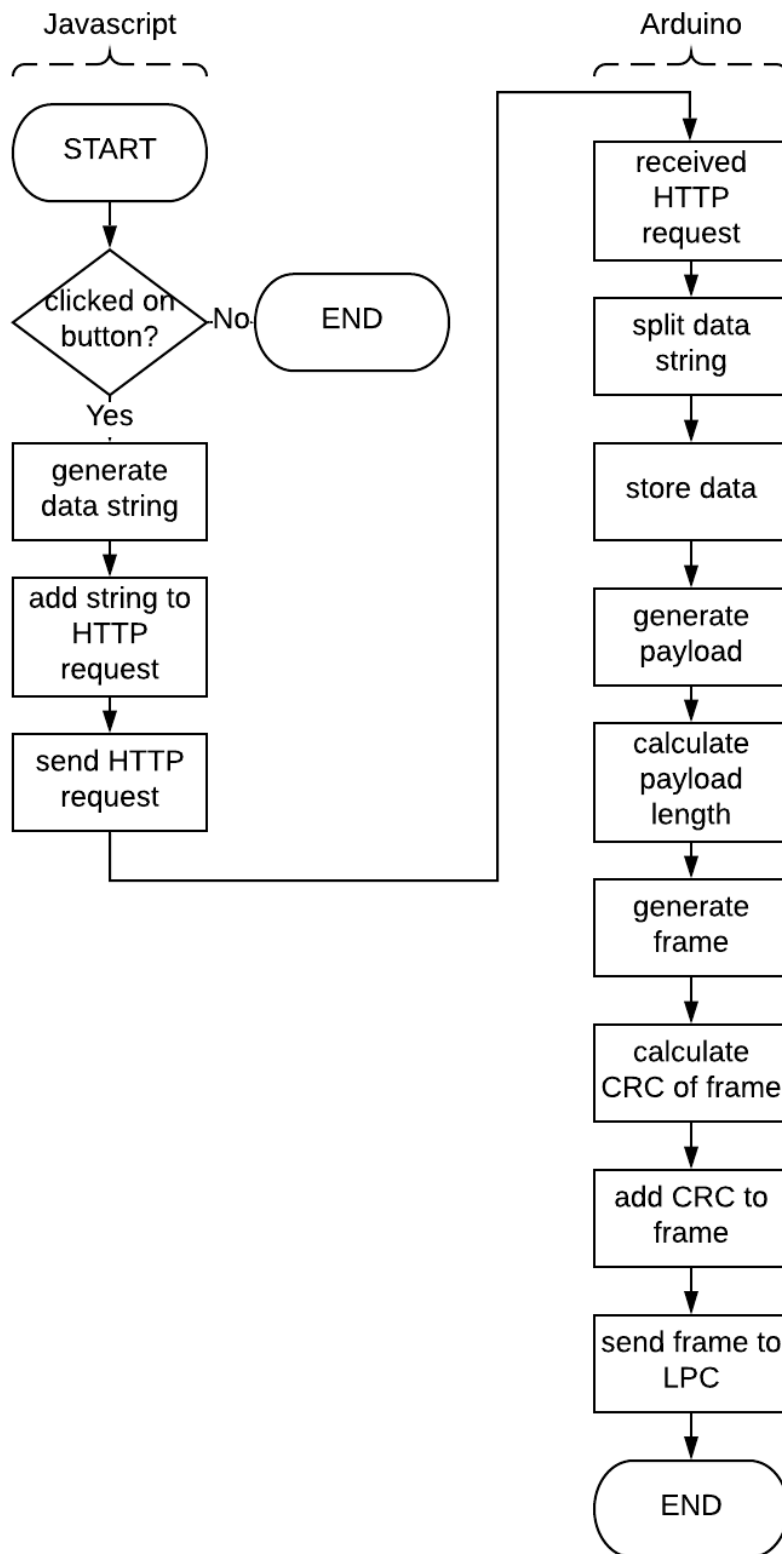 Javascript
START
clicked on
button?
No
END
Yes
generate
data string
add string to
HTTP
request
send HTTP
request
Arduino
received
HTTP
request
split data
string
store data
generate
payload
calculate
payload
length
generate
frame
calculate
CRC of frame
add CRC to
frame
send frame to
LPC
END